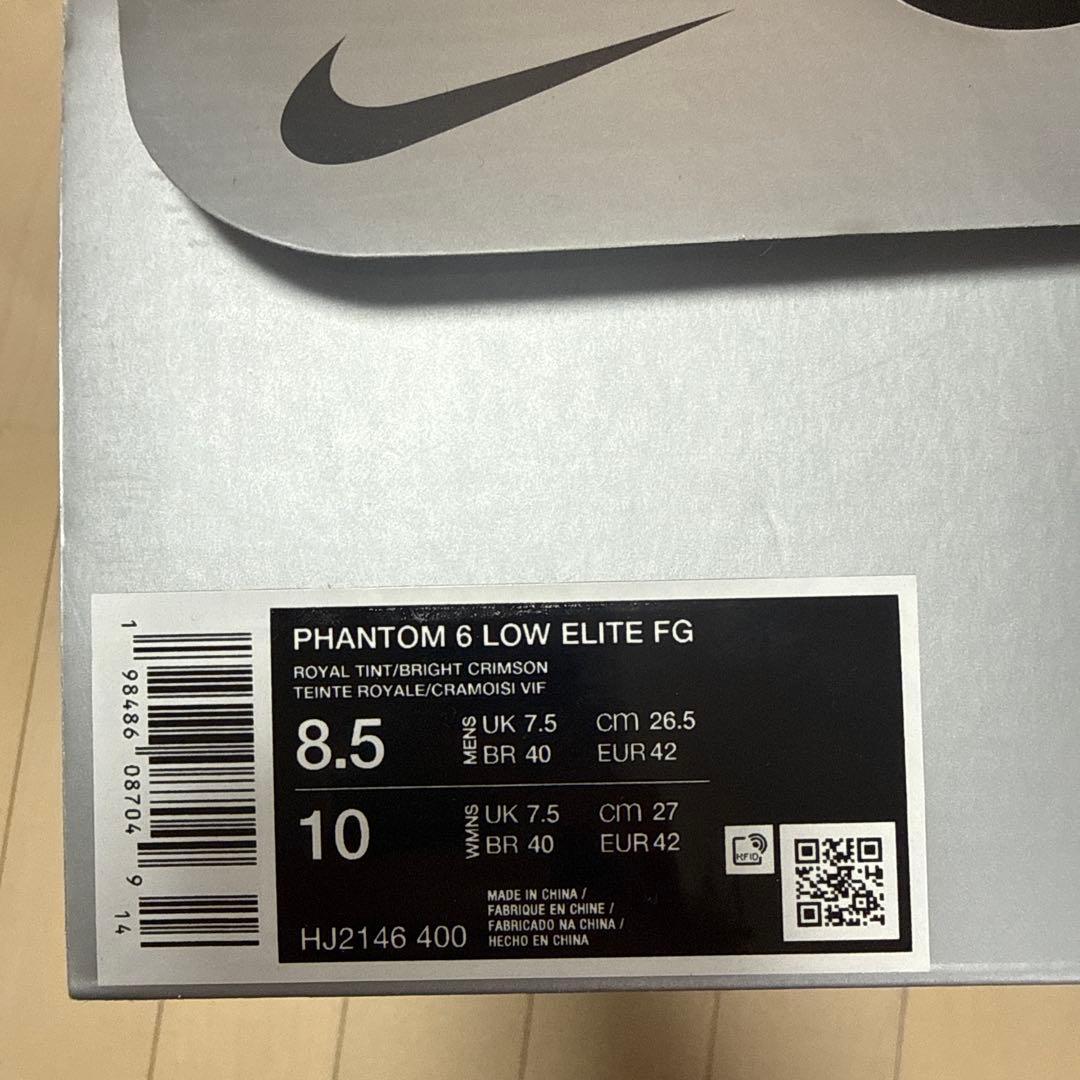 PHANTOM 6 LOW ELITE FG
ROYAL TINT/BRIGHT CRIMSON
TEINTE ROYALE/CRAMOISI VIF
8.5 MENS UK 7.5 cm 26.5
BR 40 EUR 42
10 WMNS UK 7.5 cm 27
BR 40 EUR 42
RFID
MADE IN CHINA /
FABRIQUE EN CHINE /
FABRICADO NA CHINA /
HECHO EN CHINA
HJ2146 400
1 98486 08704 9 14